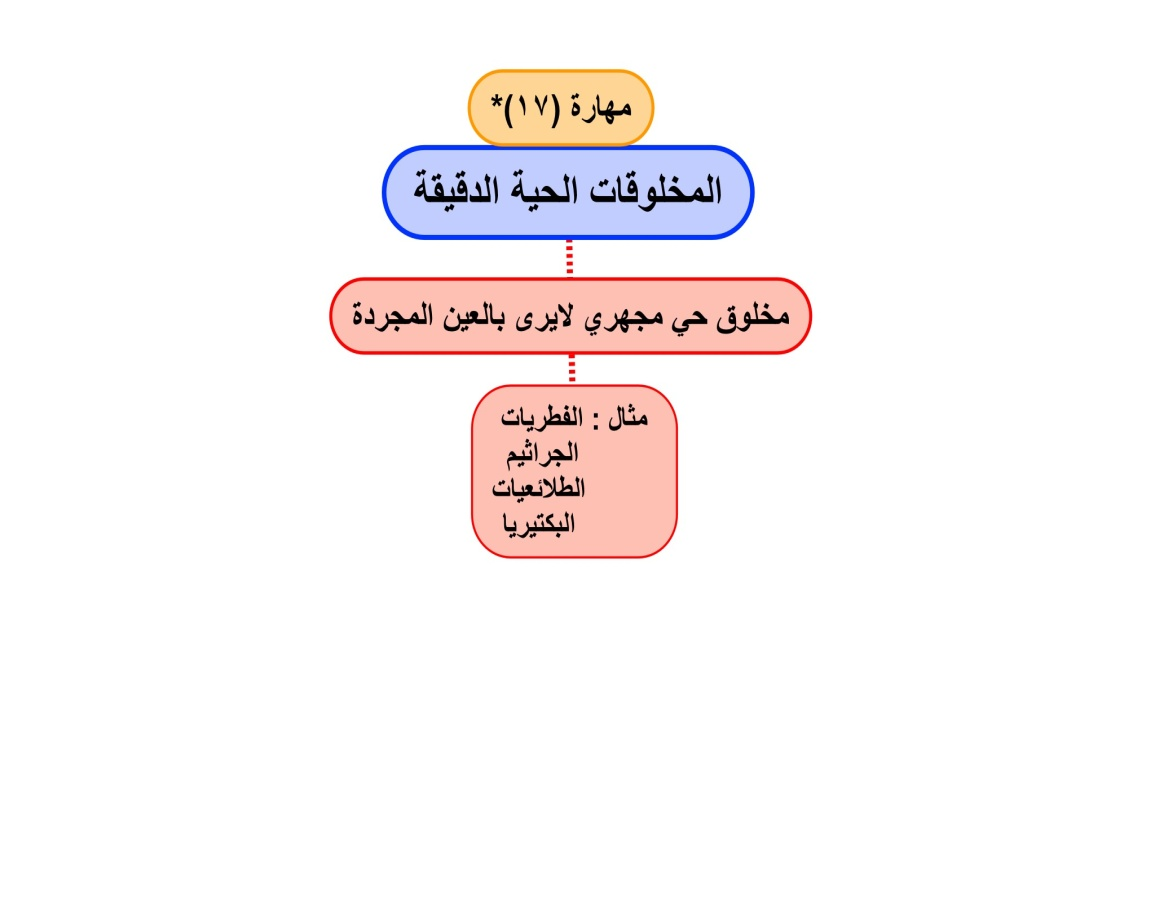 مهارة (١٧)*
المخلوقات الحية الدقيقة
مخلوق حي مجهري لايرى بالعين المجردة
مثال : الفطريات
الجراثيم
الطلائعيات
البكتيريا